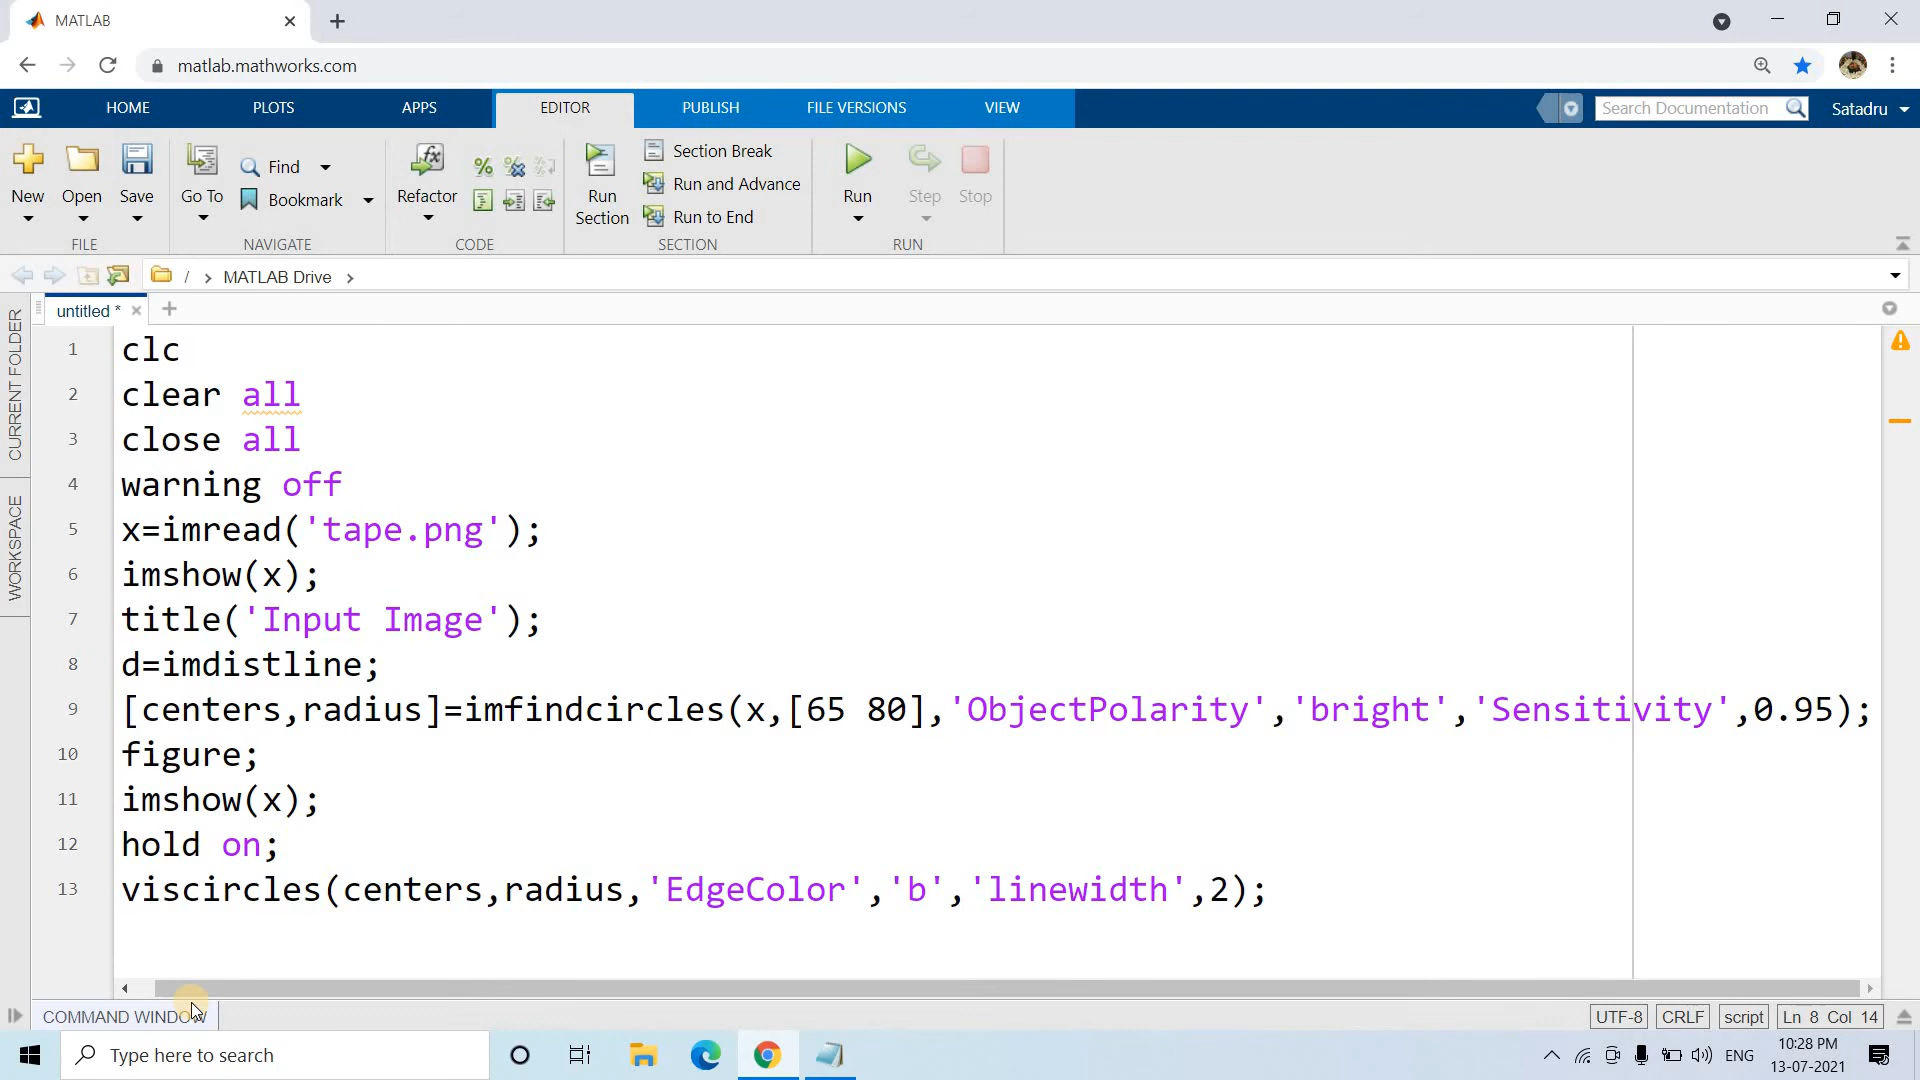 MATLAB
matlab.mathworks.com
HOME PLOTS APPS EDITOR PUBLISH FILE VERSIONS VIEW Search Documentation Satadru
New Open Save Go To Find Bookmark Refactor Run Section Section Break Run and Advance Run to End Run Step Stop
FILE NAVIGATE CODE SECTION RUN
/ > MATLAB Drive >
untitled *
CURRENT FOLDER
WORKSPACE
1 clc
2 clear all
3 close all
4 warning off
5 x=imread('tape.png');
6 imshow(x);
7 title('Input Image');
8 d=imdistline;
9 [centers,radius]=imfindcircles(x,[65 80],'ObjectPolarity','bright','Sensitivity',0.95);
10 figure;
11 imshow(x);
12 hold on;
13 viscircles(centers,radius,'EdgeColor','b','linewidth',2);
COMMAND WINDOW UTF-8 CRLF script Ln 8 Col 14
Type here to search ENG 10:28 PM
13-07-2021